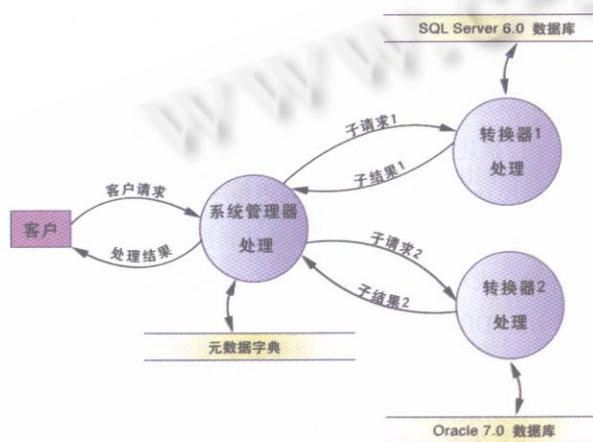 SQL Server 6.0 数据库
子请求1
转换器1
处理
子结果1
客户请求
系统管理器
处理
客户
处理结果
子请求2
子结果2
转换器2
处理
元数据字典
Oracle 7.0 数据库